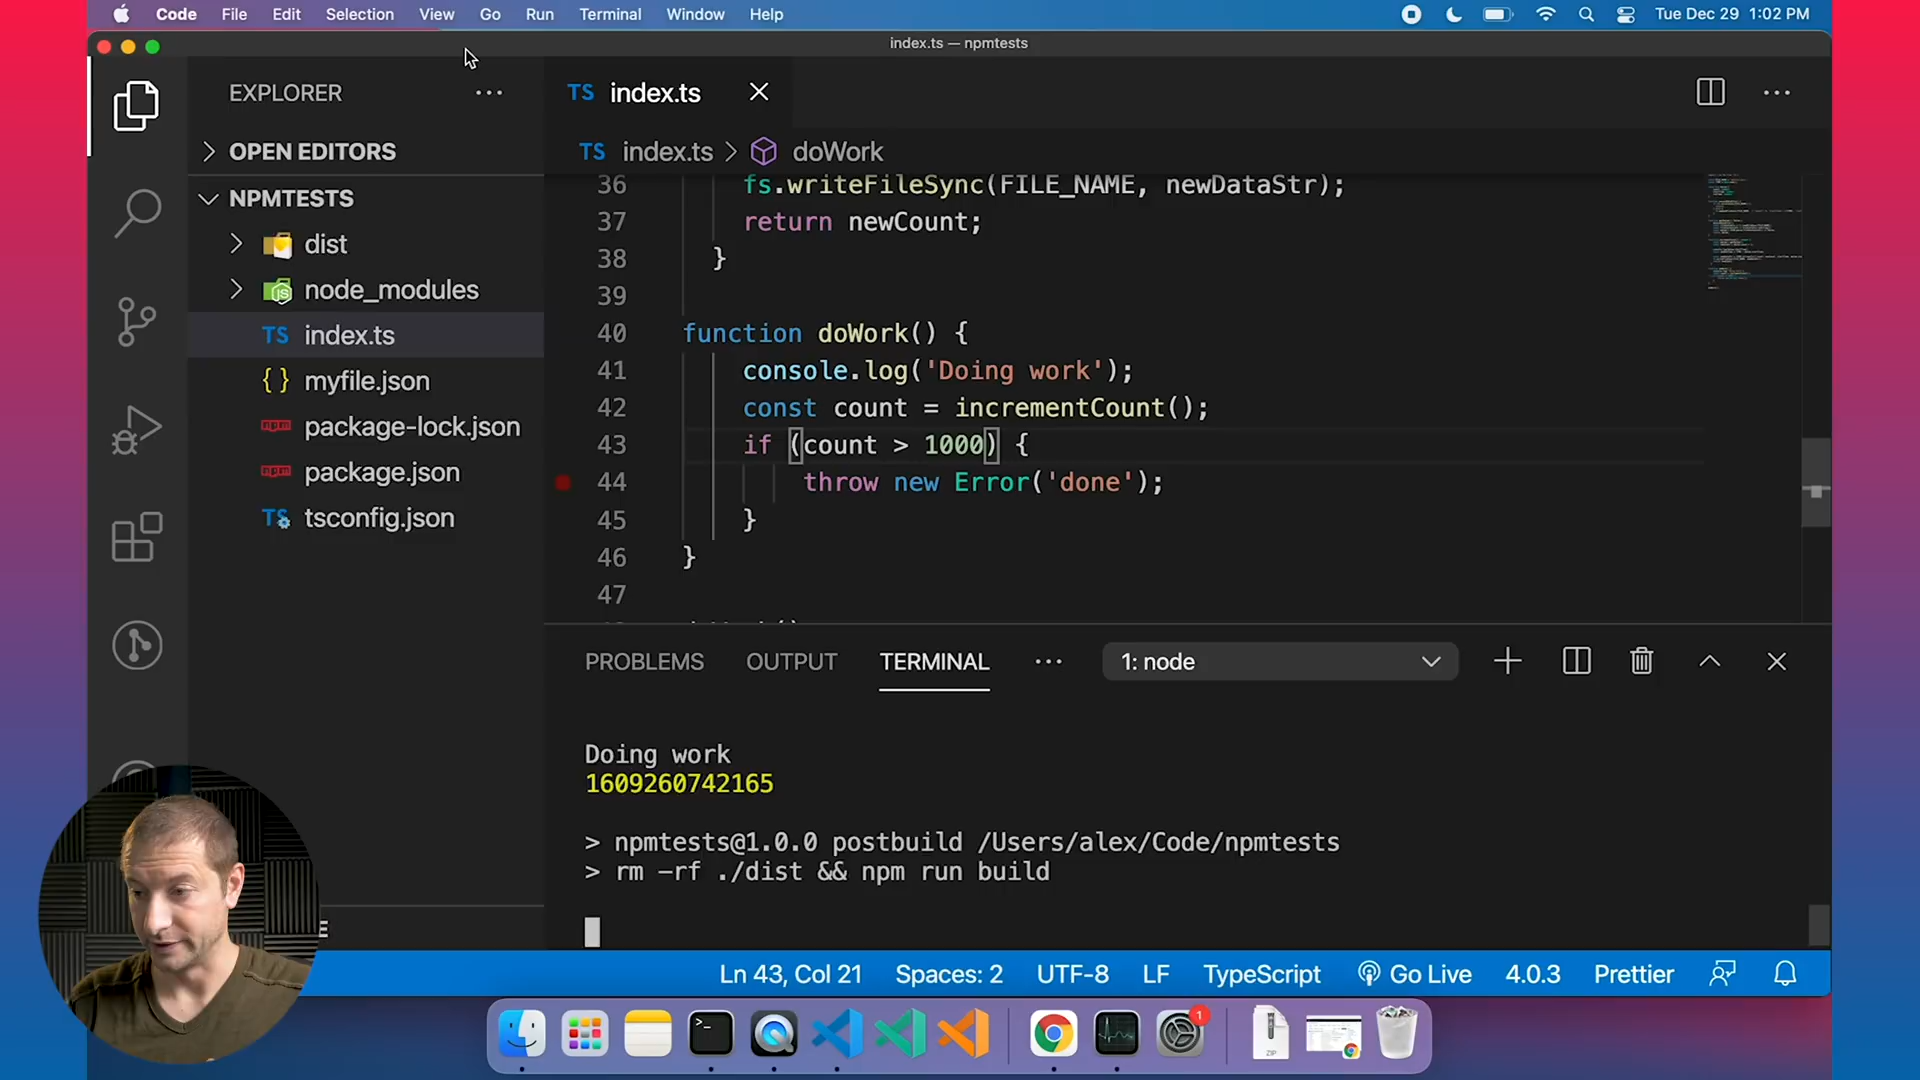 Code File Edit Selection View Go Run Terminal Window Help Tue Dec 29 1:02 PM
index.ts — npmtests
EXPLORER ···
TS index.ts
OPEN EDITORS
TS index.ts > doWork
NPMTESTS
dist
node_modules
TS index.ts
{ } myfile.json
package-lock.json
package.json
TS tsconfig.json
36 fs.writeFileSync(FILE_NAME, newDataStr);
37 return newCount;
38 }
39
40 function doWork() {
41 console.log('Doing work');
42 const count = incrementCount();
43 if (count > 1000) {
44 throw new Error('done');
45 }
46 }
47
PROBLEMS OUTPUT TERMINAL ··· 1: node
Doing work
1609260742165
> npmtests@1.0.0 postbuild /Users/alex/Code/npmtests
> rm -rf ./dist && npm run build
Ln 43, Col 21 Spaces: 2 UTF-8 LF TypeScript Go Live 4.0.3 Prettier
1
ZIP